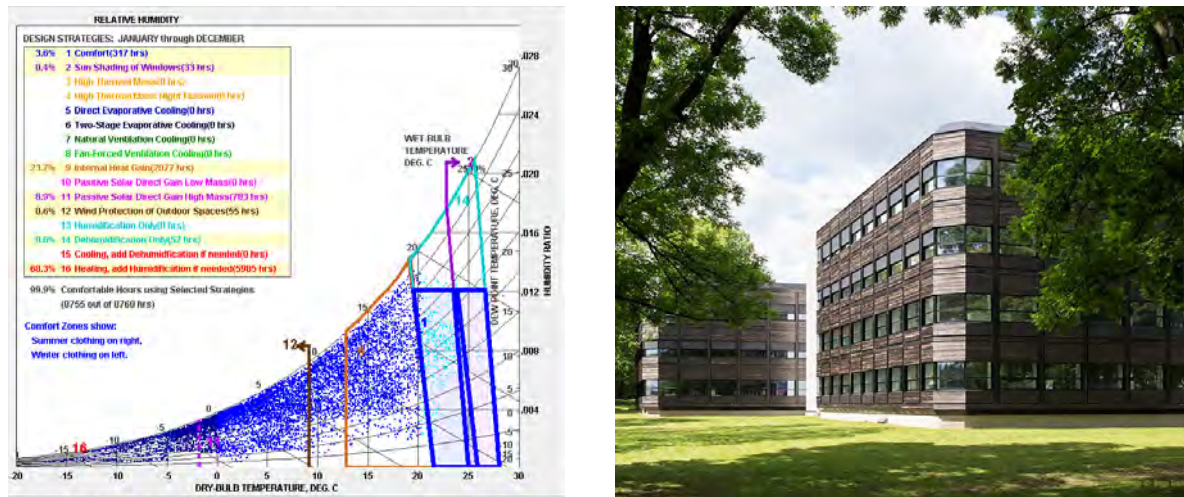 RELATIVE HUMIDITY
DESIGN STRATEGIES: JANUARY through DECEMBER
3.6% 1 Comfort(317 hrs)
0.4% 2 Sun Shading of Windows(33 hrs)
3 High Thermal Mass(0 hrs)
4 High Thermal Mass Night Flushed(0 hrs)
5 Direct Evaporative Cooling(0 hrs)
6 Two-Stage Evaporative Cooling(0 hrs)
7 Natural Ventilation Cooling(0 hrs)
8 Fan-Forced Ventilation Cooling(0 hrs)
23.7% 9 Internal Heat Gain(2077 hrs)
10 Passive Solar Direct Gain Low Mass(0 hrs)
8.9% 11 Passive Solar Direct Gain High Mass(783 hrs)
0.6% 12 Wind Protection of Outdoor Spaces(55 hrs)
13 Humidification Only(0 hrs)
0.6% 14 Dehumidification Only(52 hrs)
15 Cooling, add Dehumidification if needed(0 hrs)
68.3% 16 Heating, add Humidification if needed(5985 hrs)
99.9% Comfortable Hours using Selected Strategies
(8755 out of 8760 hrs)
Comfort Zones show:
Summer clothing on right,
Winter clothing on left.
WET-BULB
TEMPERATURE
DEG. C
DEW POINT TEMPERATURE, DEG. C
HUMIDITY RATIO
.028
.024
.020
.016
.012
.008
.004
12
14
16
-20 -15 -10 -5 0 5 10 15 20 25 30
DRY-BULB TEMPERATURE, DEG. C